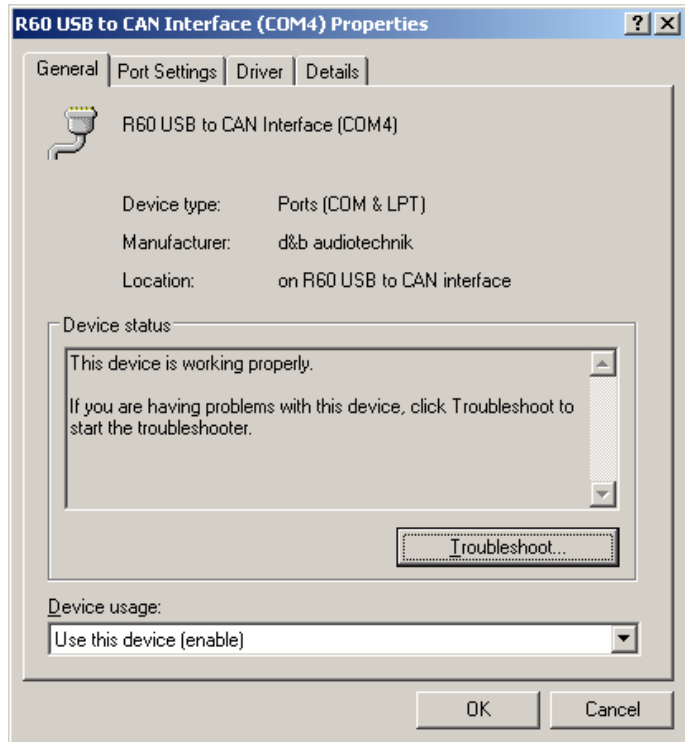 R60 USB to CAN Interface (COM4) Properties
General Port Settings Driver Details
R60 USB to CAN Interface (COM4)
Device type: Ports (COM & LPT)
Manufacturer: d&b audiotechnik
Location: on R60 USB to CAN interface
Device status
This device is working properly.
If you are having problems with this device, click Troubleshoot to
start the troubleshooter.
Troubleshoot...
Device usage:
Use this device (enable)
OK Cancel